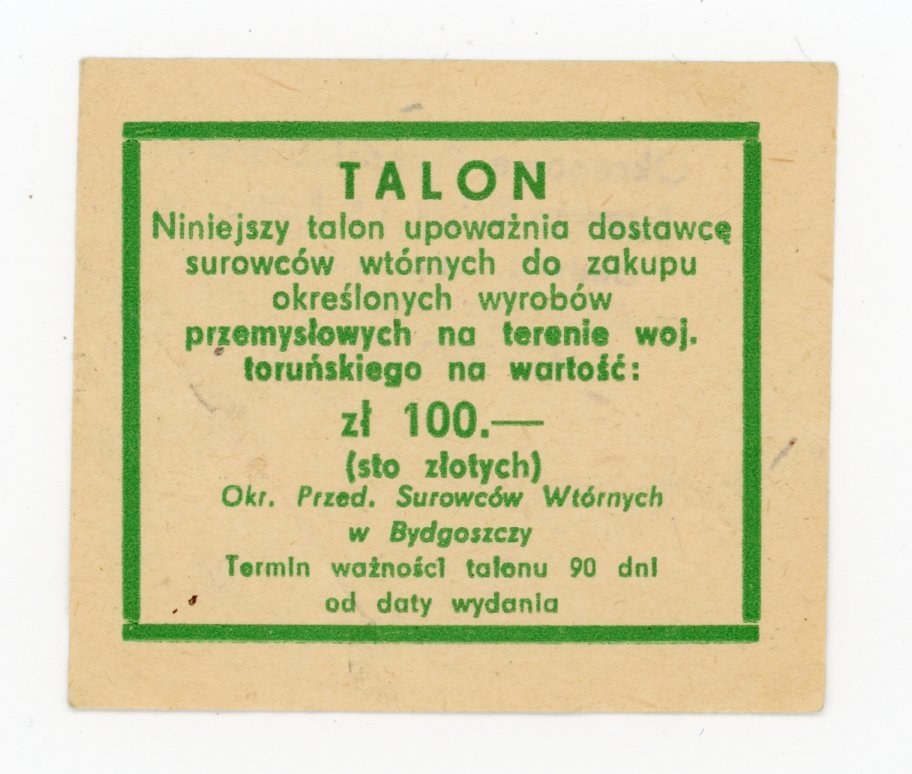 TALON
Niniejszy talon upoważnia dostawcę
surowców wtórnych do zakupu
określonych wyrobów
przemysłowych na terenie woj.
toruńskiego na wartość:
zł 100.—
(sto złotych)
Okr. Przed. Surowców Wtórnych
w Bydgoszczy
Termin ważności talonu 90 dni
od daty wydania